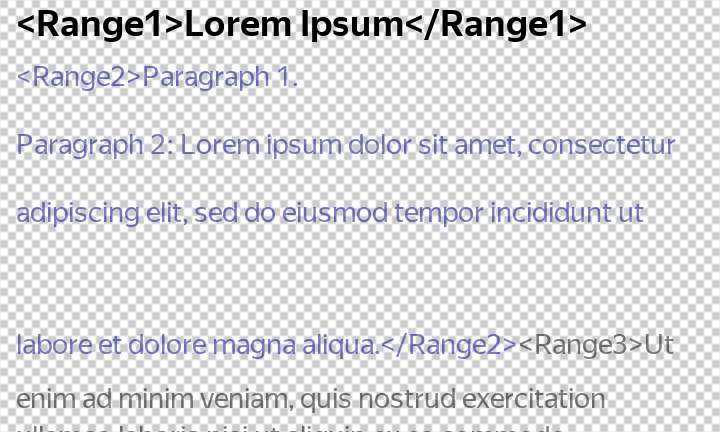 <Range1>Lorem Ipsum</Range1>
<Range2>Paragraph 1.
Paragraph 2: Lorem ipsum dolor sit amet, consectetur
adipiscing elit, sed do eiusmod tempor incididunt ut
labore et dolore magna aliqua.</Range2><Range3>Ut
enim ad minim veniam, quis nostrud exercitation